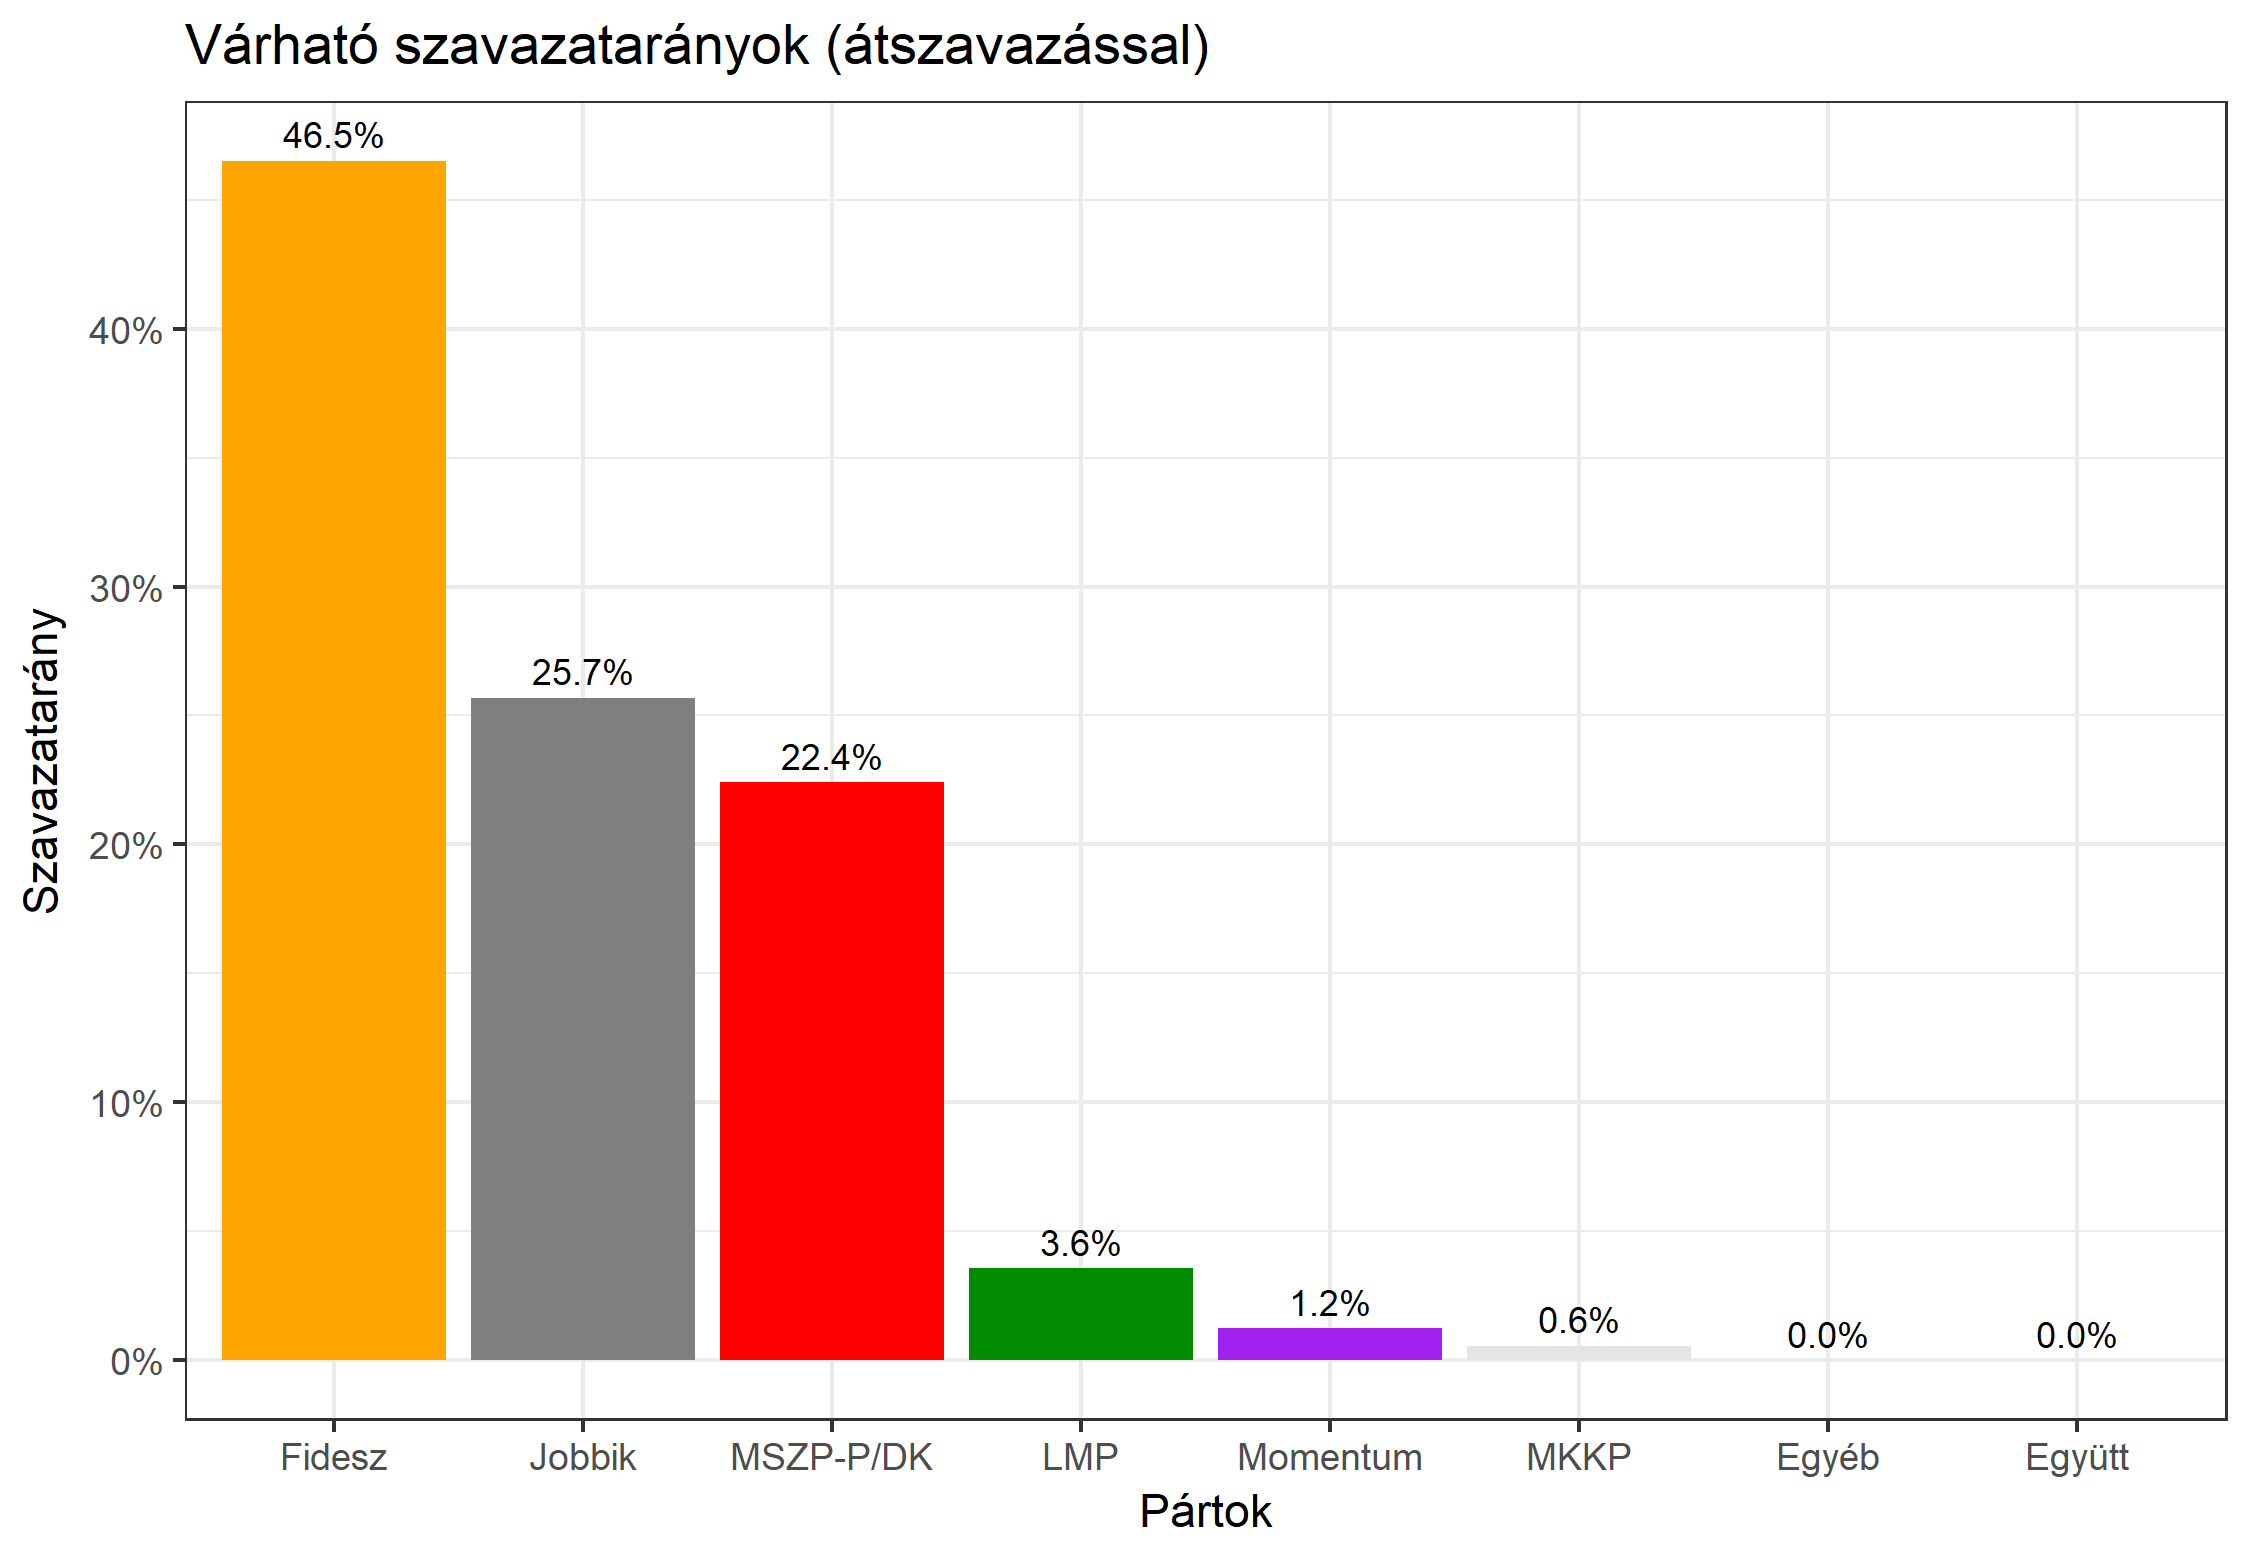 Várható szavazatarányok (átszavazással)
46.5%
25.7%
22.4%
3.6%
1.2%
0.6%
0.0%
0.0%
40%
30%
20%
10%
0%
Szavazatarány
Fidesz
Jobbik
MSZP-P/DK
LMP
Momentum
MKKP
Egyéb
Együtt
Pártok